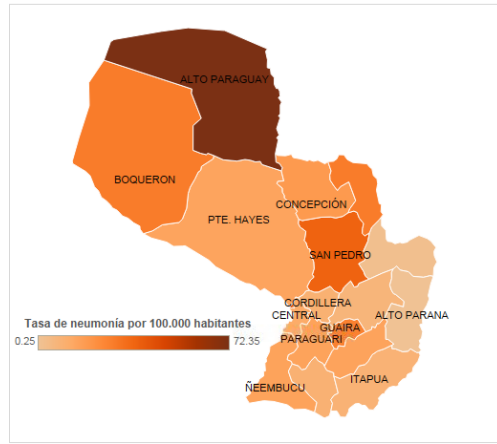 ALTO PARAGUAY
BOQUERON
CONCEPCIÓN
PTE. HAYES
SAN PEDRO
CORDILLERA
CENTRAL
ALTO PARANA
Tasa de neumonía por 100.000 habitantes
GUAIRA
0.25
72.35
PARAGUARI
ITAPUA
ÑEEMBUCU